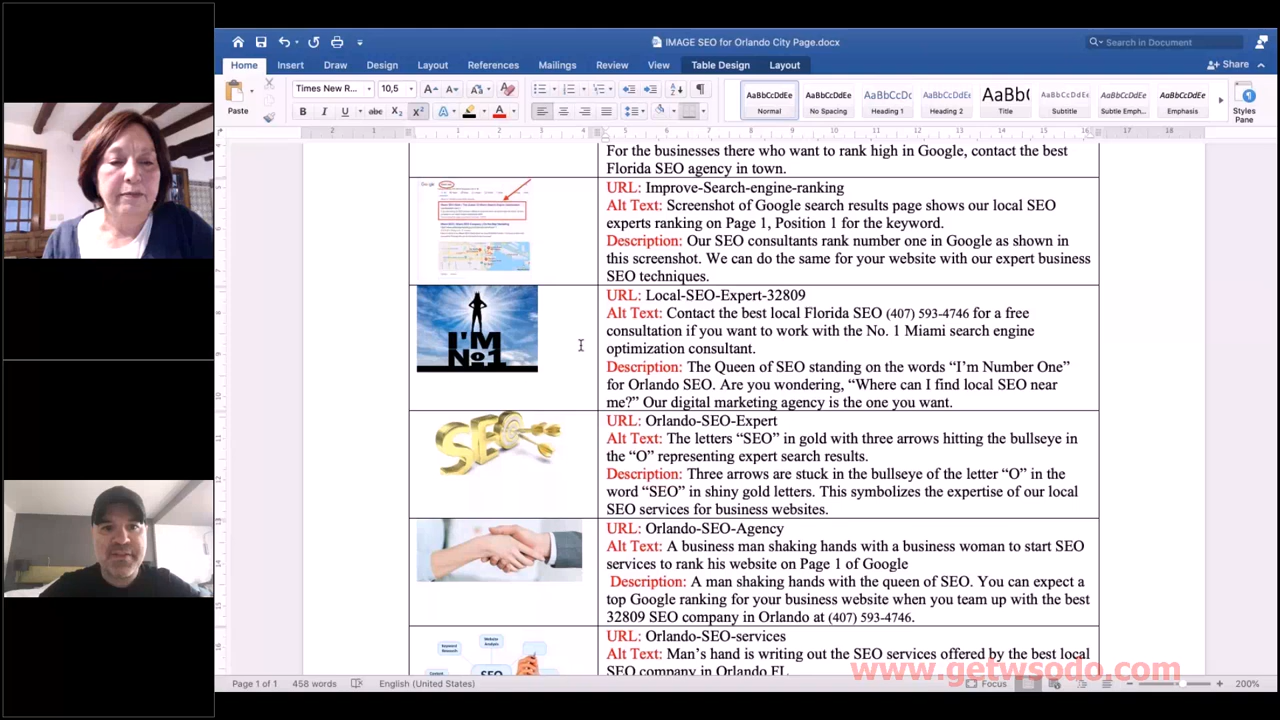 IMAGE SEO for Orlando City Page.docx
Search in Document
Home Insert Draw Design Layout References Mailings Review View Table Design Layout
Share
Paste
Times New R...
10,5
AaBbCcDdEe AaBbCcDdEe AaBbCcDc AaBbCcDdEe AaBb( AaBbCcDdEe AaBbCcDdEe AaBbCcDdEe
Normal No Spacing Heading 1 Heading 2 Title Subtitle Subtle Emph... Emphasis
Styles
Pane
For the businesses there who want to rank high in Google, contact the best
Florida SEO agency in town.
URL: Improve-Search-engine-ranking
Alt Text: Screenshot of Google search results page shows our local SEO
experts ranking on Page 1, Position 1 for the keyword.
Description: Our SEO consultants rank number one in Google as shown in
this screenshot. We can do the same for your website with our expert business
SEO techniques.
I'M
No1
URL: Local-SEO-Expert-32809
Alt Text: Contact the best local Florida SEO (407) 593-4746 for a free
consultation if you want to work with the No. 1 Miami search engine
optimization consultant.
Description: The Queen of SEO standing on the words “I’m Number One”
for Orlando SEO. Are you wondering, “Where can I find local SEO near
me?” Our digital marketing agency is the one you want.
SEO
URL: Orlando-SEO-Expert
Alt Text: The letters “SEO” in gold with three arrows hitting the bullseye in
the “O” representing expert search results.
Description: Three arrows are stuck in the bullseye of the letter “O” in the
word “SEO” in shiny gold letters. This symbolizes the expertise of our local
SEO services for business websites.
URL: Orlando-SEO-Agency
Alt Text: A business man shaking hands with a business woman to start SEO
services to rank his website on Page 1 of Google
Description: A man shaking hands with the queen of SEO. You can expect a
top Google ranking for your business website when you team up with the best
32809 SEO company in Orlando at (407) 593-4746.
Website
Analysis
Keyword
Research
SEO
URL: Orlando-SEO-services
Alt Text: Man’s hand is writing out the SEO services offered by the best local
SEO company in Orlando FL
www.getwsodo.com
Page 1 of 1 458 words English (United States) Focus 200%